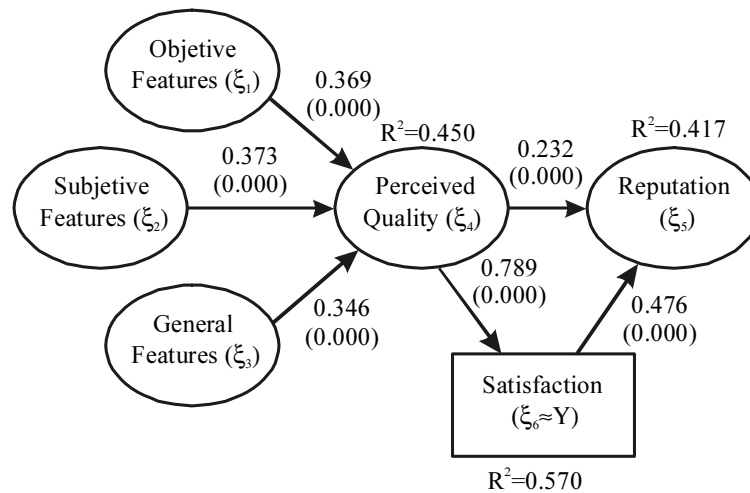 Objetive
Features (ξ₁)
0.369
(0.000)
R²=0.450
R²=0.417
Subjetive
Features (ξ₂)
0.373
(0.000)
Perceived
Quality (ξ₄)
0.232
(0.000)
Reputation
(ξ₅)
General
Features (ξ₃)
0.346
(0.000)
0.789
(0.000)
0.476
(0.000)
Satisfaction
(ξ₆≈Y)
R²=0.570